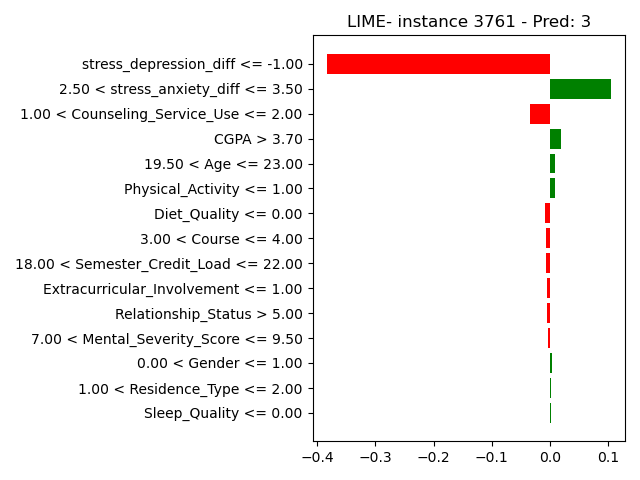 LIME- instance 3761 - Pred: 3
stress_depression_diff <= -1.00
2.50 < stress_anxiety_diff <= 3.50
1.00 < Counseling_Service_Use <= 2.00
CGPA > 3.70
19.50 < Age <= 23.00
Physical_Activity <= 1.00
Diet_Quality <= 0.00
3.00 < Course <= 4.00
18.00 < Semester_Credit_Load <= 22.00
Extracurricular_Involvement <= 1.00
Relationship_Status > 5.00
7.00 < Mental_Severity_Score <= 9.50
0.00 < Gender <= 1.00
1.00 < Residence_Type <= 2.00
Sleep_Quality <= 0.00
−0.4 −0.3 −0.2 −0.1 0.0 0.1